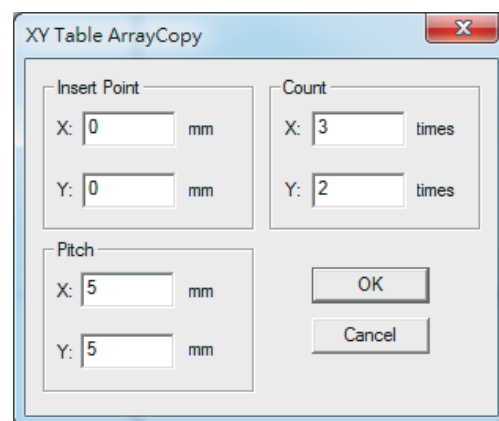 XY Table ArrayCopy
Insert Point
X: 0 mm
Y: 0 mm
Count
X: 3 times
Y: 2 times
Pitch
X: 5 mm
Y: 5 mm
OK
Cancel